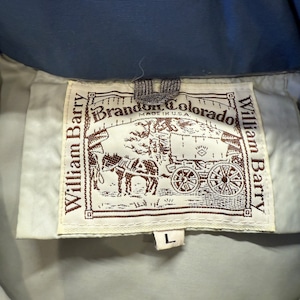 William Barry
Brandon, Colorado
MADE IN U.S.A.
William Barry
L